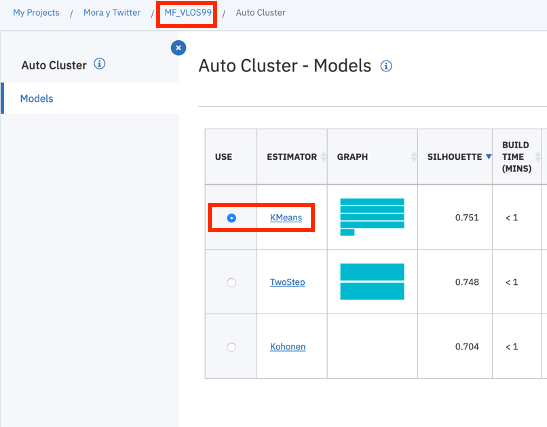 My Projects / Mora y Twitter / MF_VLOS99 / Auto Cluster
Auto Cluster
Models
Auto Cluster - Models
USE ESTIMATOR GRAPH SILHOUETTE BUILD TIME (MINS)
KMeans 0.751 < 1
TwoStep 0.748 < 1
Kohonen 0.704 < 1